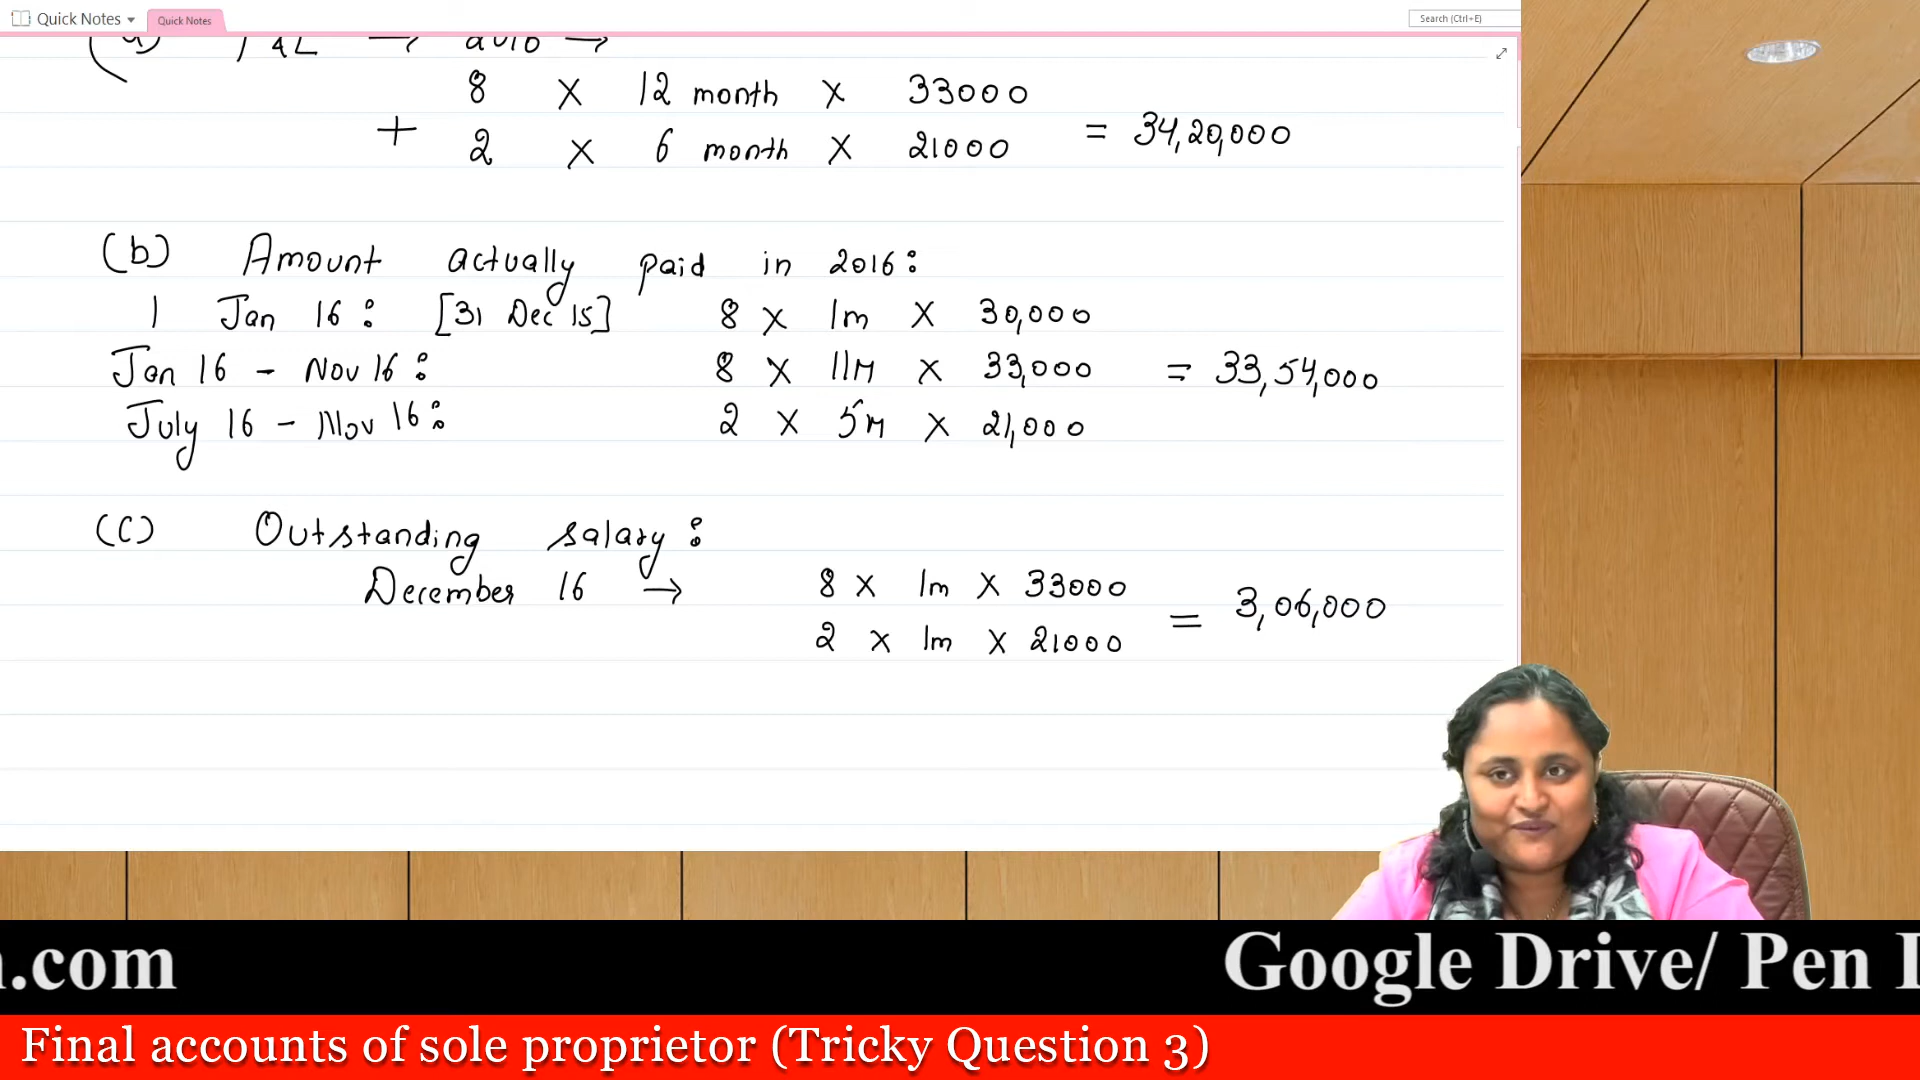 Quick Notes
Quick Notes
Search (Ctrl+E)
(a) P&L → 2016 →
8 X 12 month X 33000
+ 2 X 6 month X 21000 = 34,20,000
(b) Amount actually paid in 2016:
1 Jan 16: [31 Dec 15] 8 X 1m X 30,000
Jan 16 - Nov 16: 8 X 11M X 33,000 = 33,54,000
July 16 - Nov 16: 2 X 5M X 21,000
(C) Outstanding salary:
December 16 → 8 X 1m X 33000 = 3,06,000
2 X 1m X 21000
.com Google Drive/ Pen
Final accounts of sole proprietor (Tricky Question 3)